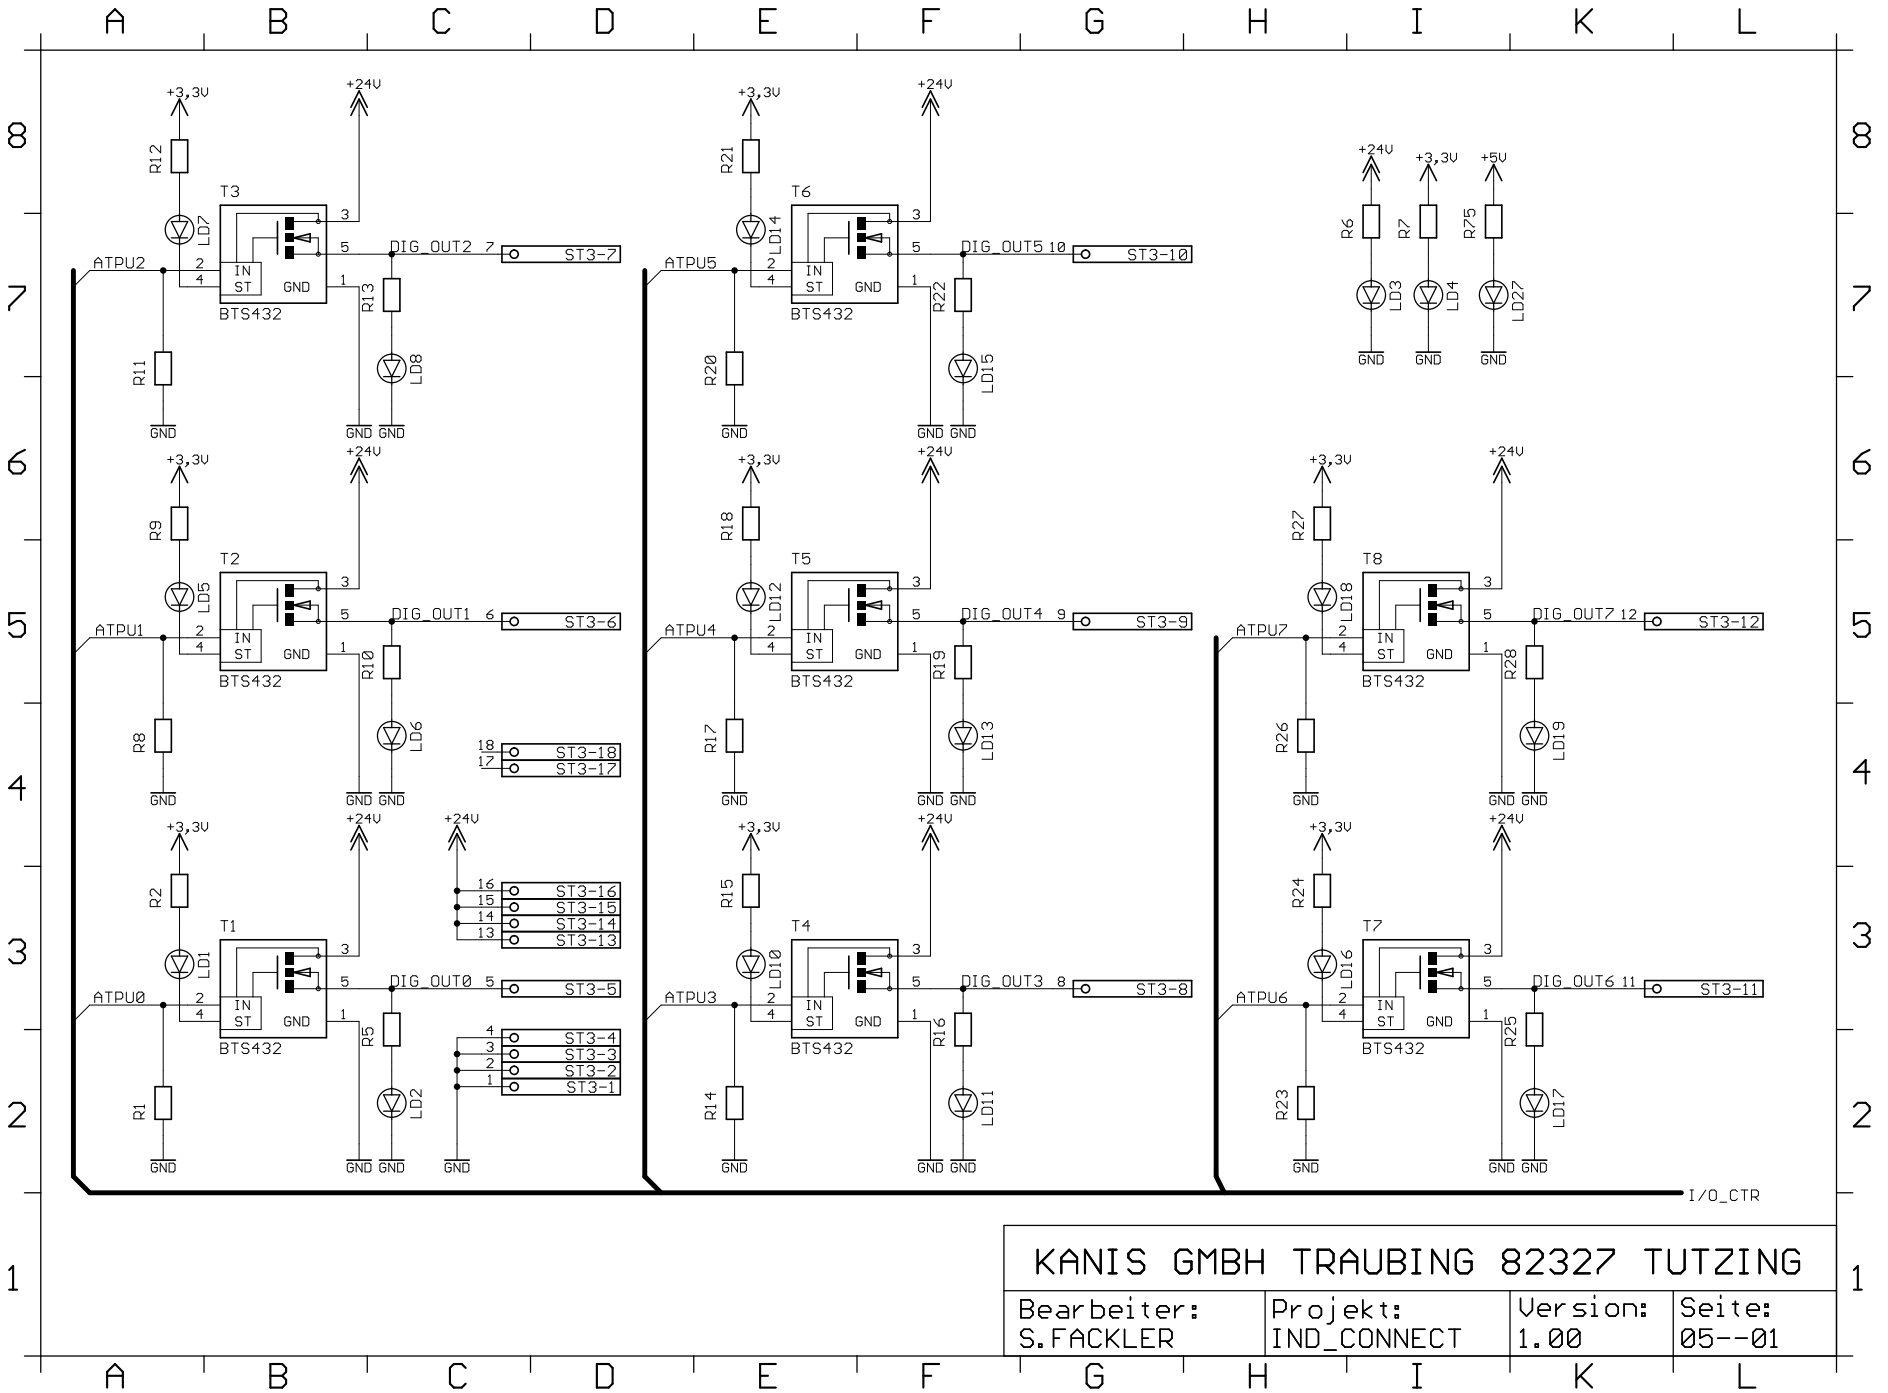 A B C D E F G H I K L
+3,3V +24V +3,3V +24V
8 8
R12 R21 +24V +3,3V +5V
T3 T6
LD7 LD14 R6 R7 R75
3 3
5 DIG_OUT2 7 ST3-7 5 DIG_OUT5 10 ST3-10
ATPU2 2 IN ATPU5 2 IN
4 ST GND 1 R13 4 ST GND 1 R22 LD3 LD4 LD27
7 7
BTS432 BTS432
R11 LD8 R20 LD15 GND GND GND
GND GND GND GND GND GND
+3,3V +24V +3,3V +24V +3,3V +24V
6 6
R9 R18 R27
T2 T5 T8
LD5 LD12 LD18
3 3 3
5 DIG_OUT1 6 ST3-6 5 DIG_OUT4 9 ST3-9 5 DIG_OUT7 12 ST3-12
5 5
ATPU1 2 IN ATPU4 2 IN ATPU7 2 IN
4 ST GND 1 R10 4 ST GND 1 R19 4 ST GND 1 R28
BTS432 BTS432 BTS432
R8 LD6 R17 LD13 R26 LD19
18 ST3-18
17 ST3-17
4 4
GND GND GND GND GND GND GND GND GND
+3,3V +24V +24V +3,3V +24V +3,3V +24V
R2 R15 R24
16 ST3-16
15 ST3-15
14 ST3-14
13 ST3-13
T1 T4 T7
3 3
LD1 LD10 LD16
3 3 3
5 DIG_OUT0 5 ST3-5 5 DIG_OUT3 8 ST3-8 5 DIG_OUT6 11 ST3-11
ATPU0 2 IN ATPU3 2 IN ATPU6 2 IN
4 ST GND 1 R5 4 ST GND 1 R16 4 ST GND 1 R25
4 ST3-4
3 ST3-3
2 ST3-2
1 ST3-1
BTS432 BTS432 BTS432
R1 LD2 R14 LD11 R23 LD17
2 2
GND GND GND GND GND GND GND GND GND GND
I/O_CTR
KANIS GMBH TRAUBING 82327 TUTZING
1 1
Bearbeiter: Projekt: Version: Seite:
S.FACKLER IND_CONNECT 1.00 05--01
A B C D E F G H I K L